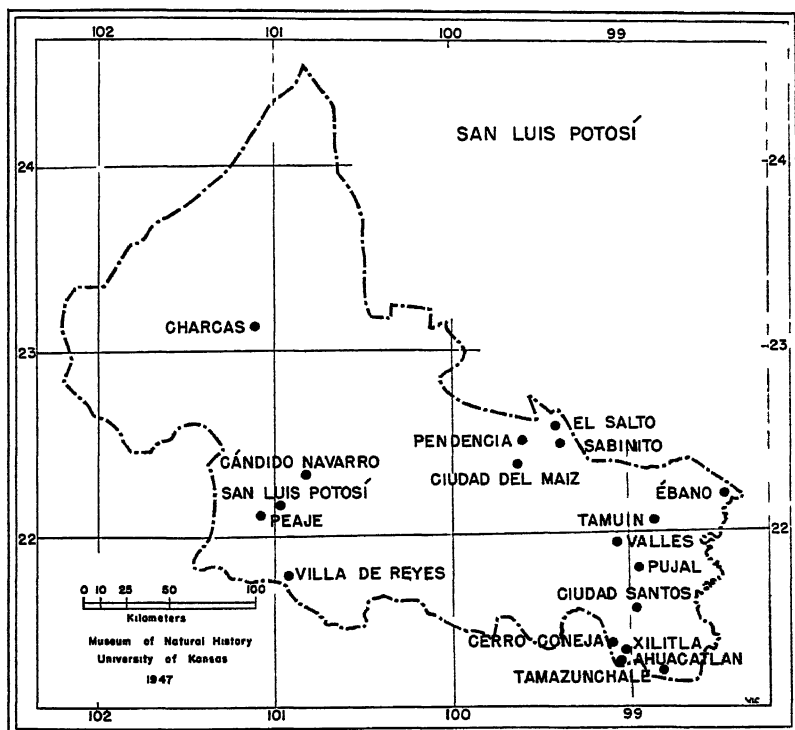 102 101 100 99
SAN LUIS POTOSÍ
24 24
CHARCAS
23 23
EL SALTO
PENDENCIA SABINITO
CÁNDIDO NAVARRO CIUDAD DEL MAIZ
SAN LUIS POTOSÍ ÉBANO
PEAJE TAMUIN
22 VALLES 22
VILLA DE REYES PUJAL
0 10 25 50 100
CIUDAD SANTOS
Kilometers
Museum of Natural History
CERRO CONEJA XILITLA
University of Kansas
AHUACATLAN
1947
TAMAZUNCHALE
102 101 100 99